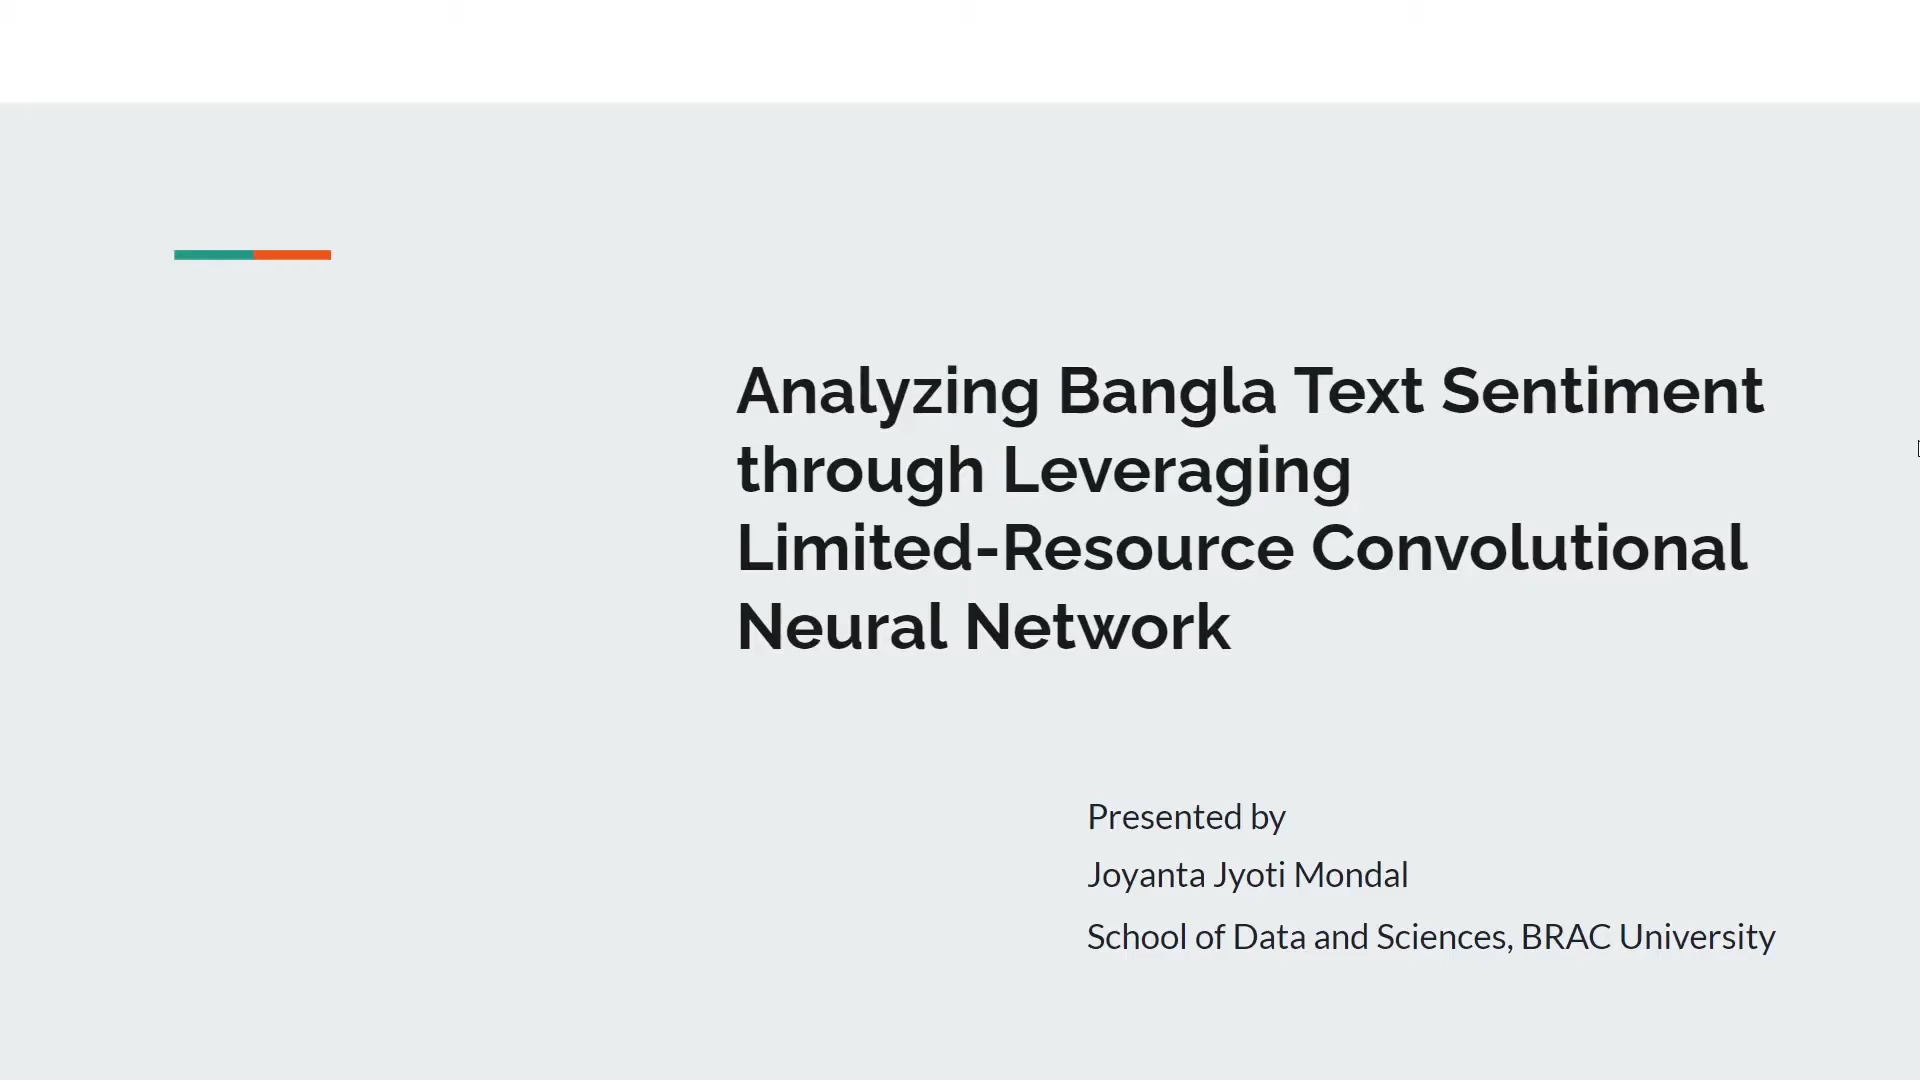 Analyzing Bangla Text Sentiment
through Leveraging
Limited-Resource Convolutional
Neural Network
Presented by
Joyanta Jyoti Mondal
School of Data and Sciences, BRAC University